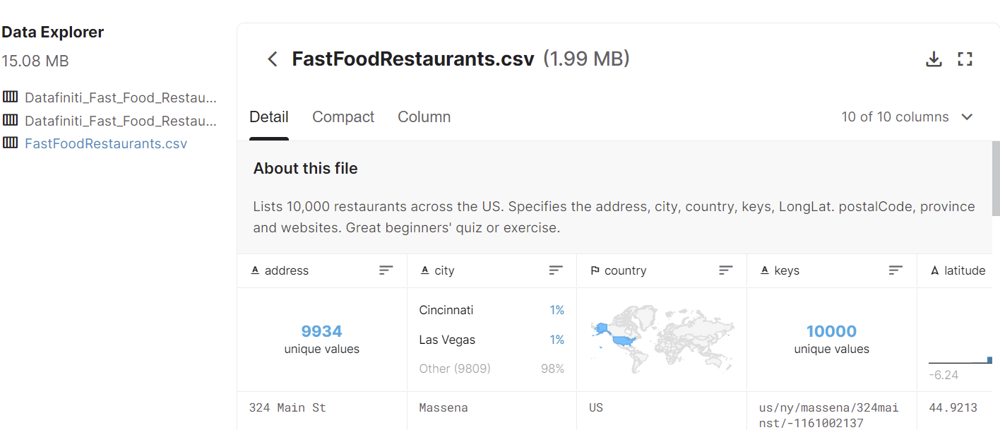 Data Explorer
15.08 MB
Datafiniti_Fast_Food_Restau...
Datafiniti_Fast_Food_Restau...
FastFoodRestaurants.csv
FastFoodRestaurants.csv (1.99 MB)
Detail Compact Column
10 of 10 columns
About this file
Lists 10,000 restaurants across the US. Specifies the address, city, country, keys, LongLat. postalCode, province
and websites. Great beginners' quiz or exercise.
address city country keys latitude
9934
unique values
Cincinnati 1%
Las Vegas 1%
Other (9809) 98%
10000
unique values
-6.24
324 Main St Massena US us/ny/massena/324mai 44.9213
nst/-1161002137